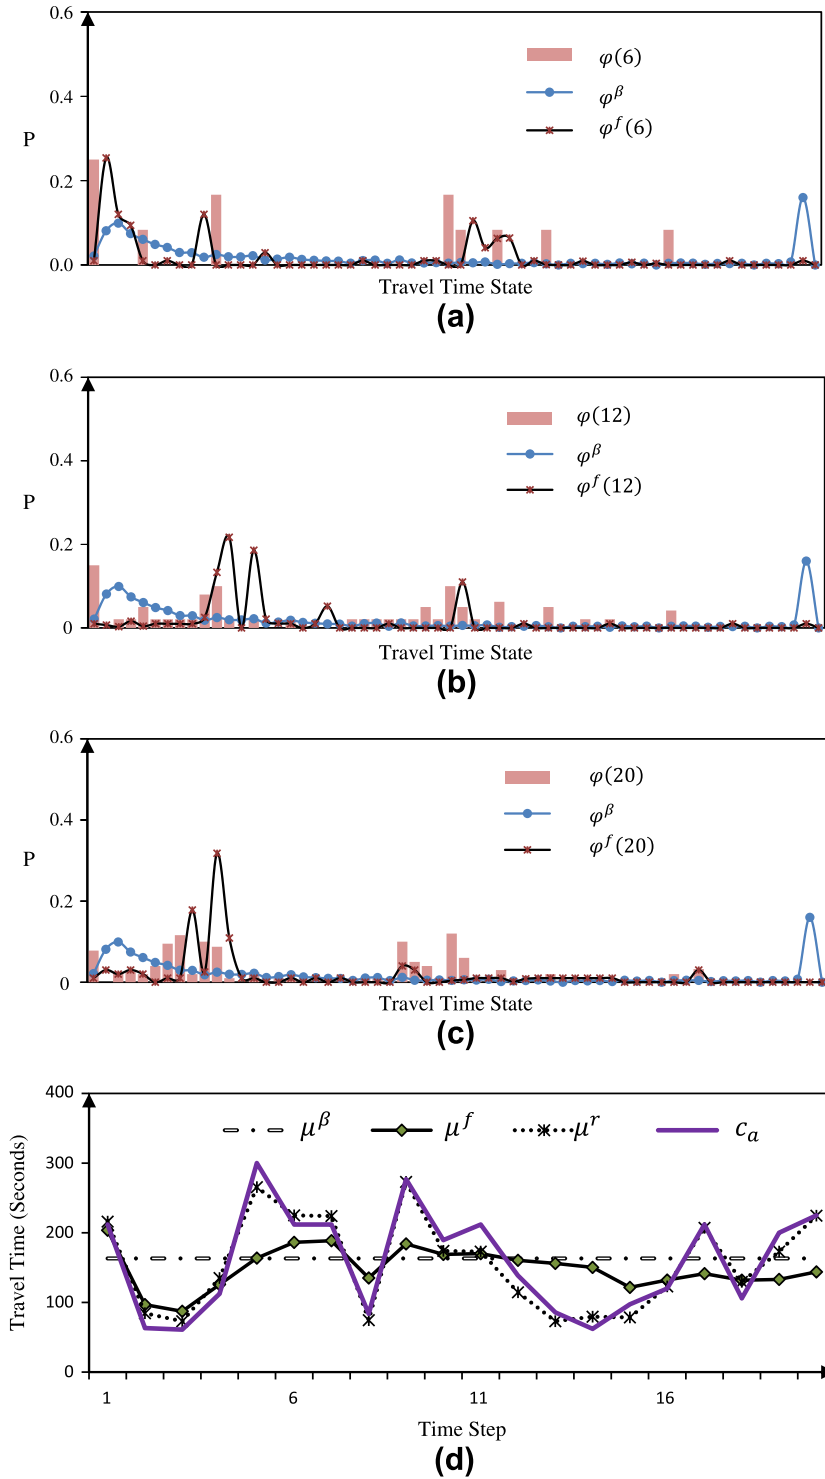 0.6
φ(6)
φ^β
φ^f(6)
0.4
P
0.2
0.0
Travel Time State
(a)
0.6
φ(12)
φ^β
φ^f(12)
0.4
P
0.2
0
Travel Time State
(b)
0.6
φ(20)
φ^β
φ^f(20)
0.4
P
0.2
0
Travel Time State
(c)
400
μ^β μ^f μ^r c_a
300
200
100
0
Travel Time (Seconds)
1 6 11 16
Time Step
(d)